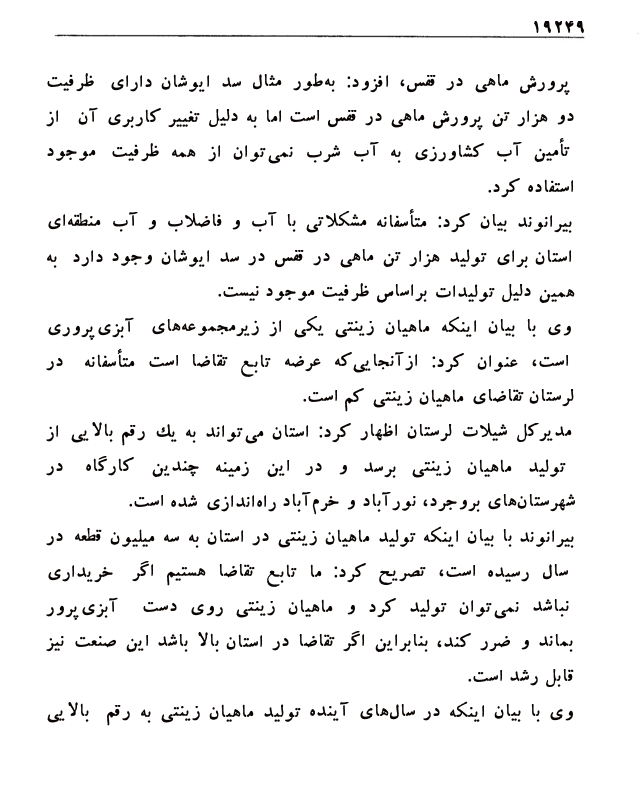 ۱۹۲۴۹
پرورش ماهی در قفس، افزود: به‌طور مثال سد ایوشان دارای ظرفیت
دو هزار تن پرورش ماهی در قفس است اما به دلیل تغییر کاربری آن از
تأمین آب کشاورزی به آب شرب نمی‌توان از همه ظرفیت موجود
استفاده کرد.
بیرانوند بیان کرد: متأسفانه مشکلاتی با آب و فاضلاب و آب منطقه‌ای
استان برای تولید هزار تن ماهی در قفس در سد ایوشان وجود دارد به
همین دلیل تولیدات براساس ظرفیت موجود نیست.
وی با بیان اینکه ماهیان زینتی یکی از زیرمجموعه‌های آبزی‌پروری
است، عنوان کرد: ازآنجایی‌که عرضه تابع تقاضا است متأسفانه در
لرستان تقاضای ماهیان زینتی کم است.
مدیرکل شیلات لرستان اظهار کرد: استان می‌تواند به یك رقم بالایی از
تولید ماهیان زینتی برسد و در این زمینه چندین کارگاه در
شهرستان‌های بروجرد، نورآباد و خرم‌آباد راه‌اندازی شده است.
بیرانوند با بیان اینکه تولید ماهیان زینتی در استان به سه میلیون قطعه در
سال رسیده است، تصریح کرد: ما تابع تقاضا هستیم اگر خریداری
نباشد نمی‌توان تولید کرد و ماهیان زینتی روی دست آبزی‌پرور
بماند و ضرر کند، بنابراین اگر تقاضا در استان بالا باشد این صنعت نیز
قابل رشد است.
وی با بیان اینکه در سال‌های آینده تولید ماهیان زینتی به رقم بالایی